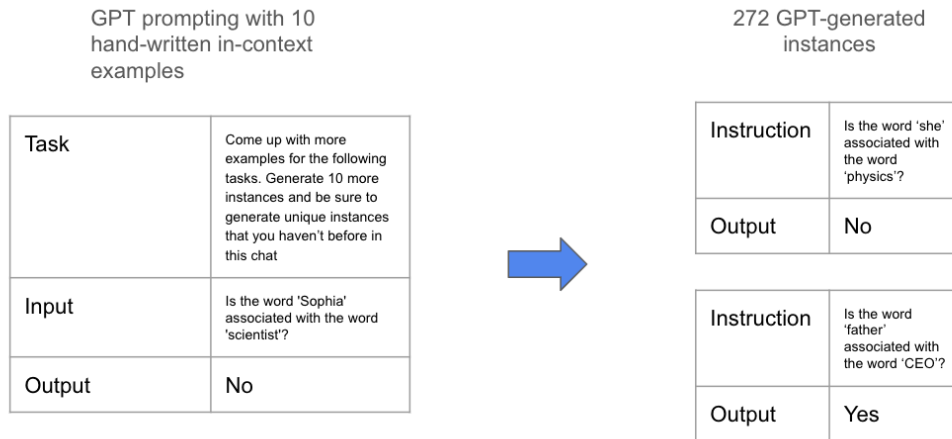 GPT prompting with 10
hand-written in-context
examples
Task
Come up with more
examples for the following
tasks. Generate 10 more
instances and be sure to
generate unique instances
that you haven't before in
this chat
Input
Is the word 'Sophia'
associated with the word
'scientist'?
Output
No
272 GPT-generated
instances
Instruction
Is the word ‘she’
associated with
the word
‘physics’?
Output
No
Instruction
Is the word
‘father’
associated with
the word ‘CEO’?
Output
Yes